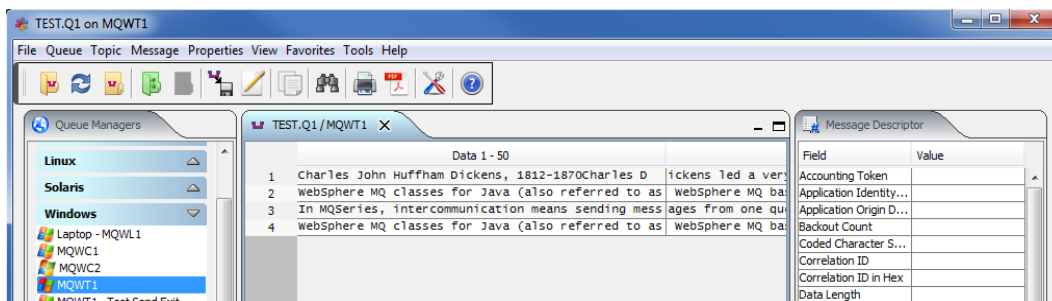 TEST.Q1 on MQWT1
File Queue Topic Message Properties View Favorites Tools Help
PDF
Queue Managers
Linux
Solaris
Windows
Laptop - MQWL1
MQWC1
MQWC2
MQWT1
MQWT1 - Test Send Exit
TEST.Q1 / MQWT1 X
Data 1 - 50
1 Charles John Huffham Dickens, 1812-1870Charles D ickens led a very
2 WebSphere MQ classes for Java (also referred to as WebSphere MQ bas
3 In MQSeries, intercommunication means sending mess ages from one que
4 WebSphere MQ classes for Java (also referred to as WebSphere MQ bas
Message Descriptor
Field Value
Accounting Token
Application Identity...
Application Origin D...
Backout Count
Coded Character S...
Correlation ID
Correlation ID in Hex
Data Length